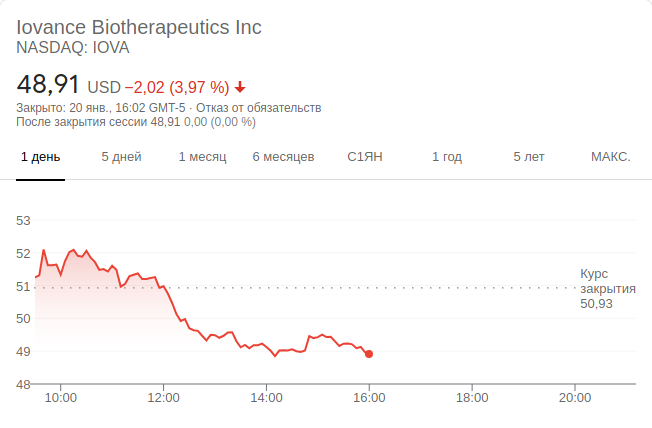 Iovance Biotherapeutics Inc
NASDAQ: IOVA
48,91 USD −2,02 (3,97 %)
Закрыто: 20 янв., 16:02 GMT-5 · Отказ от обязательств
После закрытия сессии 48,91 0,00 (0,00 %)
1 день 5 дней 1 месяц 6 месяцев С1ЯН 1 год 5 лет МАКС.
53
52
51
50
49
48
Курс
закрытия
50,93
10:00 12:00 14:00 16:00 18:00 20:00